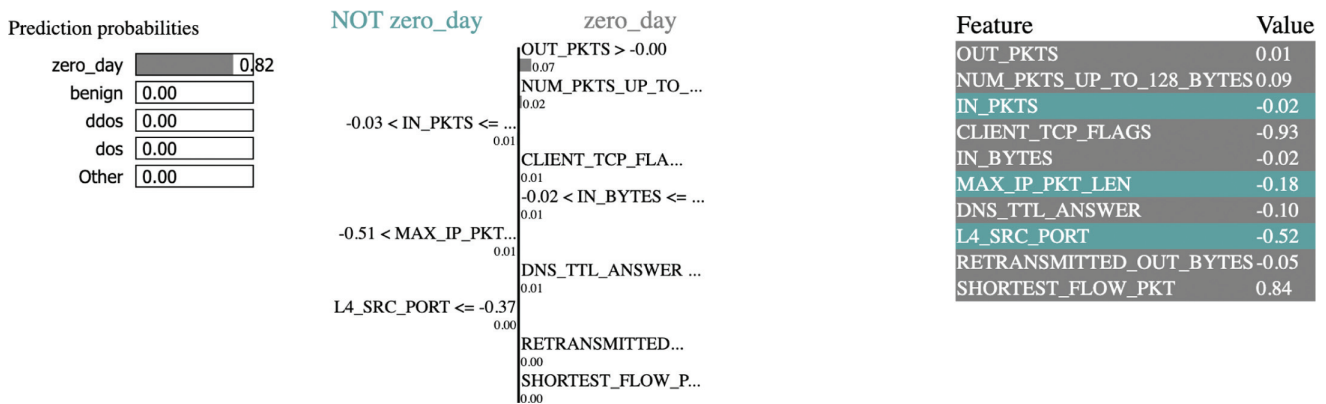 Prediction probabilities
zero_day 0.82
benign 0.00
ddos 0.00
dos 0.00
Other 0.00
NOT zero_day zero_day
OUT_PKTS > -0.00
0.07
NUM_PKTS_UP_TO_...
0.02
-0.03 < IN_PKTS <= ...
0.01
CLIENT_TCP_FLA...
0.01
-0.02 < IN_BYTES <= ...
0.01
-0.51 < MAX_IP_PKT...
0.01
DNS_TTL_ANSWER ...
0.01
L4_SRC_PORT <= -0.37
0.00
RETRANSMITTED...
0.00
SHORTEST_FLOW_P...
0.00
Feature Value
OUT_PKTS 0.01
NUM_PKTS_UP_TO_128_BYTES 0.09
IN_PKTS -0.02
CLIENT_TCP_FLAGS -0.93
IN_BYTES -0.02
MAX_IP_PKT_LEN -0.18
DNS_TTL_ANSWER -0.10
L4_SRC_PORT -0.52
RETRANSMITTED_OUT_BYTES -0.05
SHORTEST_FLOW_PKT 0.84